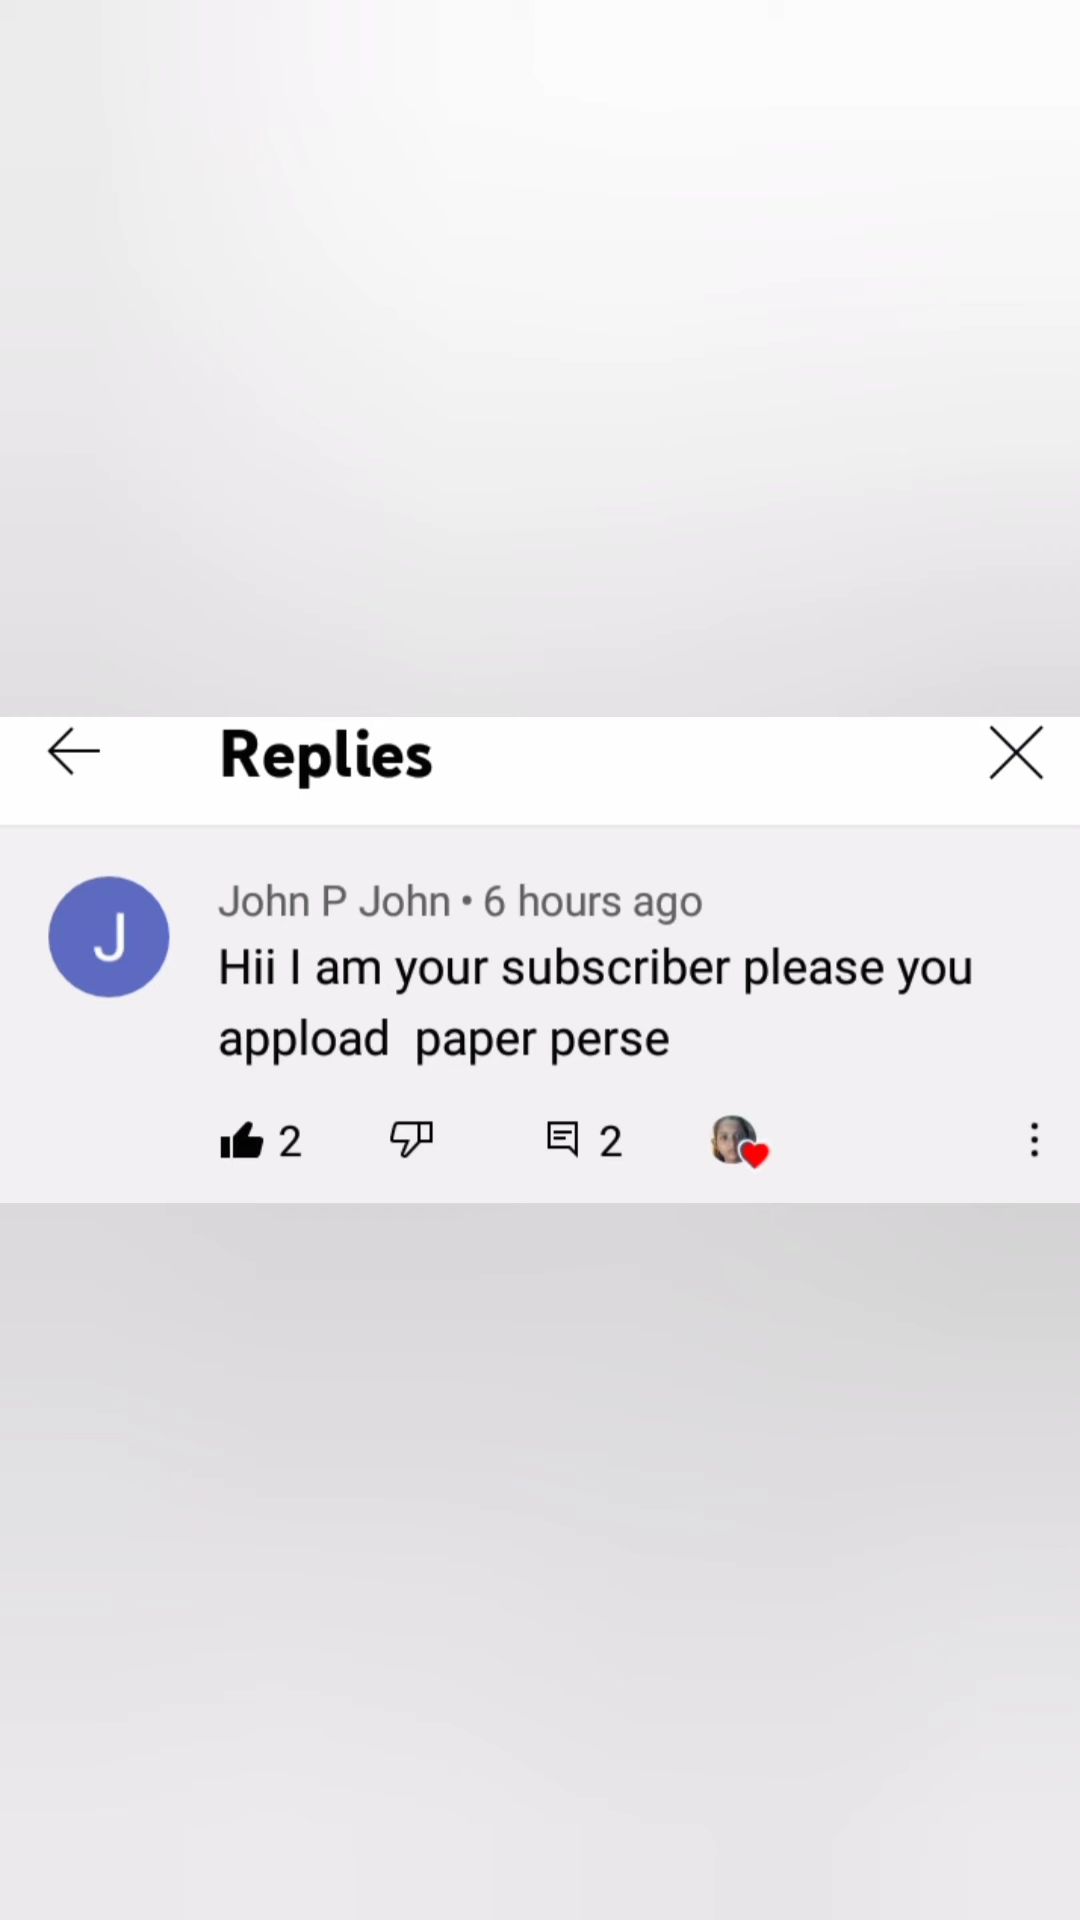 Replies
J
John P John • 6 hours ago
Hii I am your subscriber please you
appload  paper perse
2
2